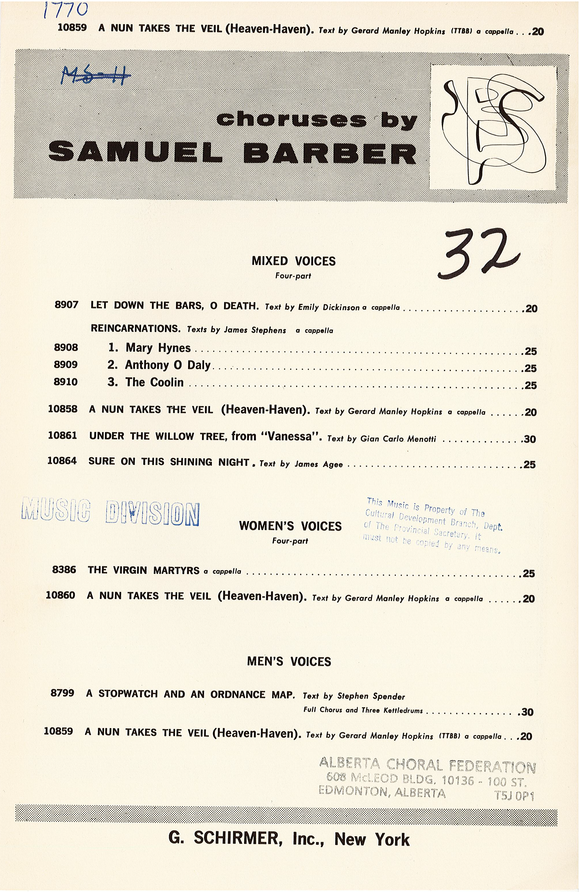 1770
10859 A NUN TAKES THE VEIL (Heaven-Haven). Text by Gerard Manley Hopkins (TTBB) a cappella . . . .20
MS-H
choruses by
SAMUEL BARBER
32
MIXED VOICES
Four-part
8907 LET DOWN THE BARS, O DEATH. Text by Emily Dickinson a cappella . . . . . . . . . . . . . . . . . . . . . . . .20
REINCARNATIONS. Texts by James Stephens a cappella
8908 1. Mary Hynes . . . . . . . . . . . . . . . . . . . . . . . . . . . . . . . . . . . . . . . . . . . . . . . . . . . . . . . . . . . .25
8909 2. Anthony O Daly . . . . . . . . . . . . . . . . . . . . . . . . . . . . . . . . . . . . . . . . . . . . . . . . . . . . . . . . .25
8910 3. The Coolin . . . . . . . . . . . . . . . . . . . . . . . . . . . . . . . . . . . . . . . . . . . . . . . . . . . . . . . . . . . . .25
10858 A NUN TAKES THE VEIL (Heaven-Haven). Text by Gerard Manley Hopkins a cappella . . . . . . .20
10861 UNDER THE WILLOW TREE, from "Vanessa". Text by Gian Carlo Menotti . . . . . . . . . . . . . . .30
10864 SURE ON THIS SHINING NIGHT. Text by James Agee . . . . . . . . . . . . . . . . . . . . . . . . . . . . . . . .25
MUSIC DIVISION
This Music is Property of The
Cultural Development Branch, Dept.
of The Provincial Secretary. It
must not be copied by any means.
WOMEN'S VOICES
Four-part
8386 THE VIRGIN MARTYRS a cappella . . . . . . . . . . . . . . . . . . . . . . . . . . . . . . . . . . . . . . . . . . . . . . . . .25
10860 A NUN TAKES THE VEIL (Heaven-Haven). Text by Gerard Manley Hopkins a cappella . . . . . . .20
MEN'S VOICES
8799 A STOPWATCH AND AN ORDNANCE MAP. Text by Stephen Spender
Full Chorus and Three Kettledrums . . . . . . . . . . . . . . . . .30
10859 A NUN TAKES THE VEIL (Heaven-Haven). Text by Gerard Manley Hopkins (TTBB) a cappella . . . .20
ALBERTA CHORAL FEDERATION
608 McLEOD BLDG. 10136 - 100 ST.
EDMONTON, ALBERTA T5J 0P1
G. SCHIRMER, Inc., New York